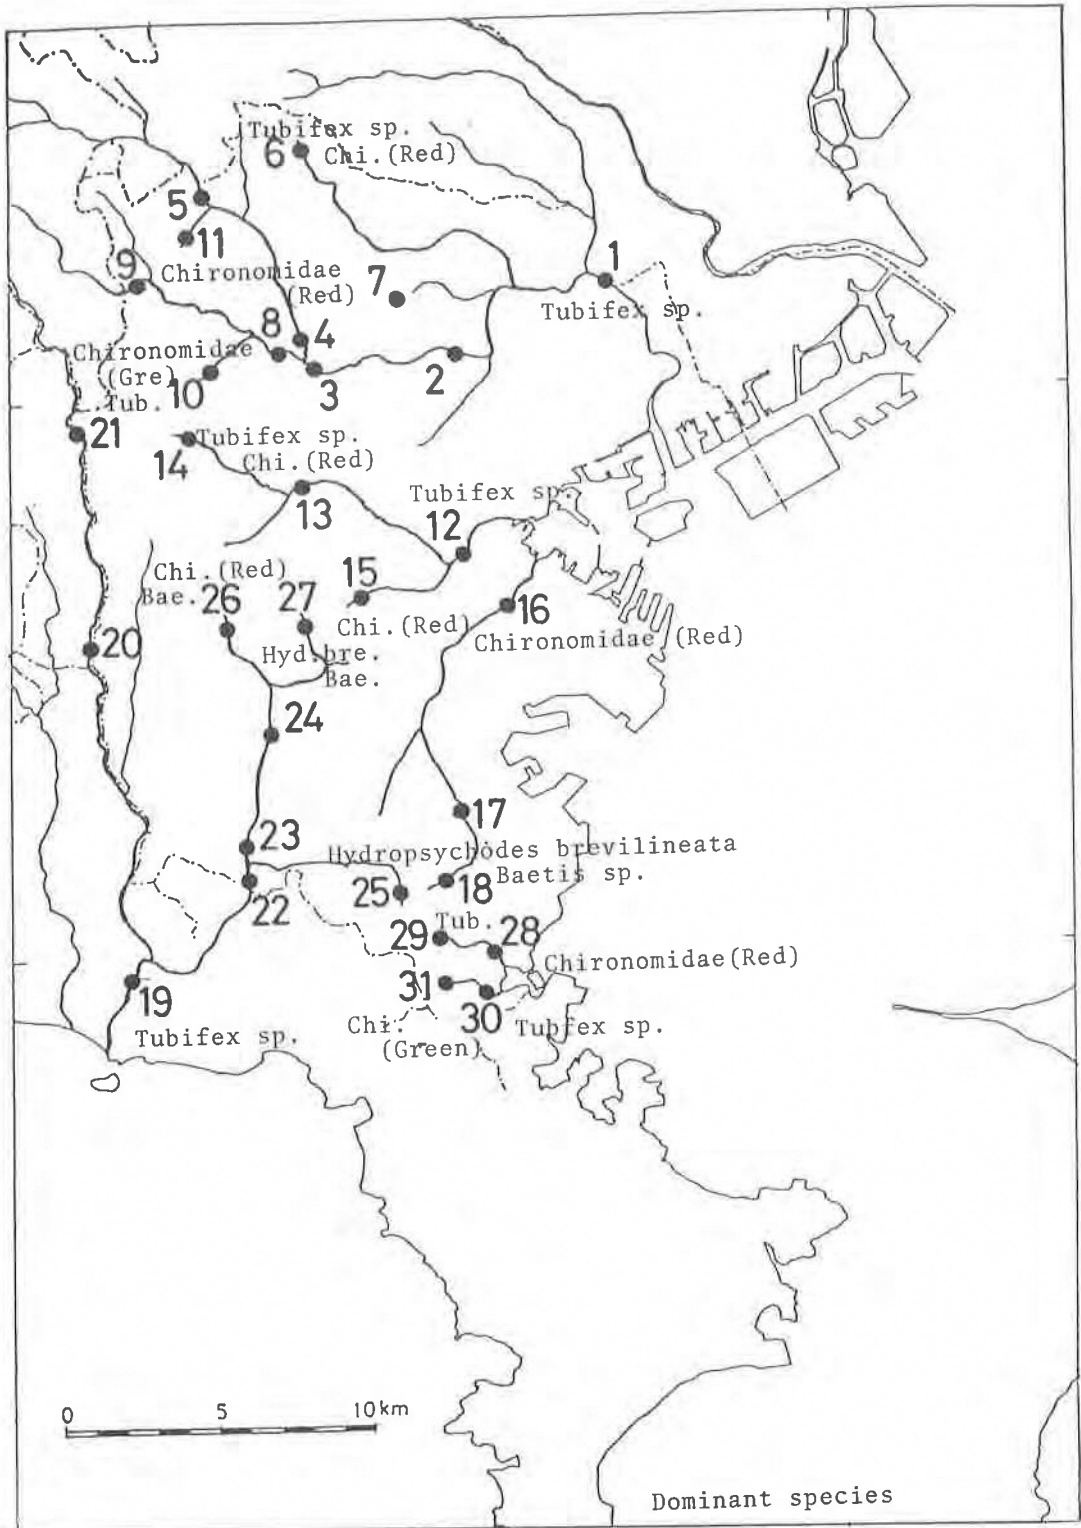 Tubifex sp.
6 Chi.(Red)
5
11
1
9 Chironomidae
(Red)
7
Tubifex sp.
8 4
Chironomidae
(Gre)
10
3
2
Tub.
21
Tubifex sp.
14
Chi.(Red)
13
Tubifex sp.
12
Chi.(Red)
Bae.
26 27
15
Chi.(Red)
16
Chironomidae (Red)
20
Hyd.bre.
Bae.
24
17
23
Hydropsychodes brevilineata
Baetis sp.
22
25
18
29 Tub.
28
Chironomidae(Red)
31
30
19
Chi.
(Green)
Tubfex sp.
Tubifex sp.
0 5 10km
Dominant species